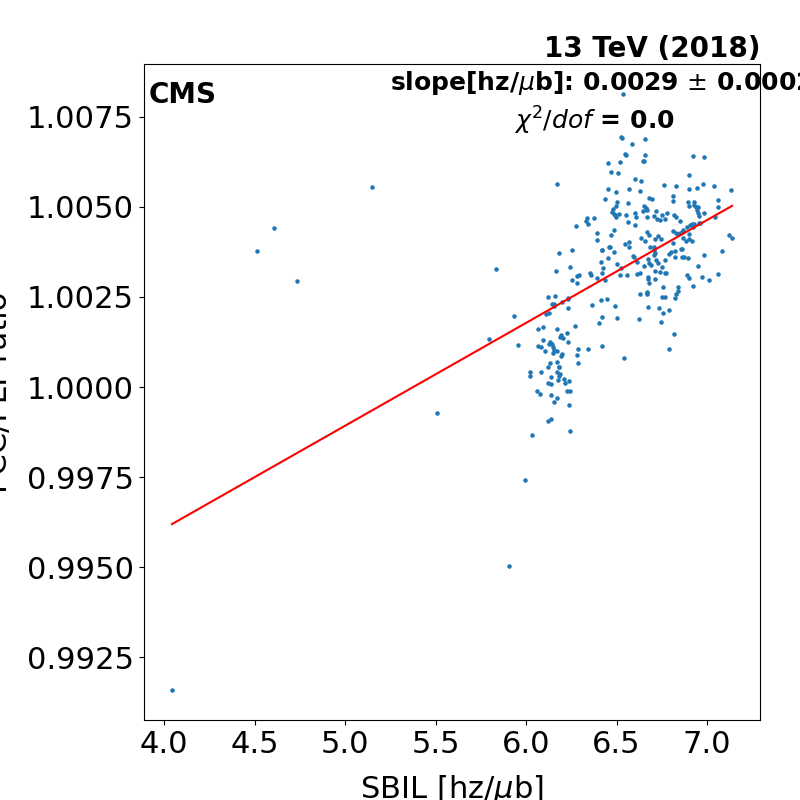 13 TeV (2018)
CMS
slope[hz/μb]: 0.0029 ± 0.0002
χ²/dof = 0.0
1.0075
1.0050
1.0025
1.0000
0.9975
0.9950
0.9925
4.0 4.5 5.0 5.5 6.0 6.5 7.0
SBIL [hz/μb]